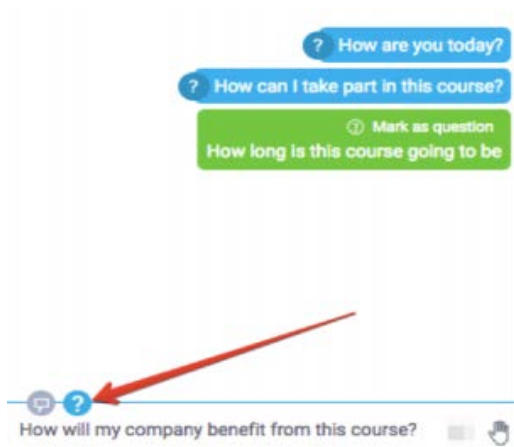 ? How are you today?
? How can I take part in this course?
? Mark as question
How long is this course going to be
?
How will my company benefit from this course?